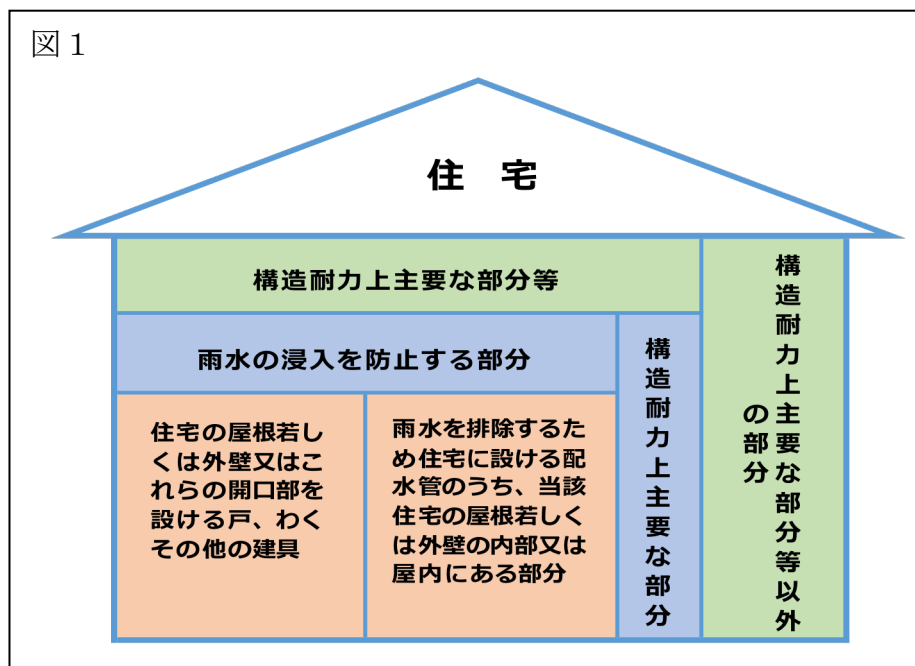 図1
住 宅
構造耐力上主要な部分等
雨水の浸入を防止する部分
住宅の屋根若し
くは外壁又はこ
れらの開口部を
設ける戸、わく
その他の建具
雨水を排除するた
め住宅に設ける配
水管のうち、当該
住宅の屋根若しく
は外壁の内部又は
屋内にある部分
構造耐力上主要な部分
構造耐力上主要な部分等以外
の部分